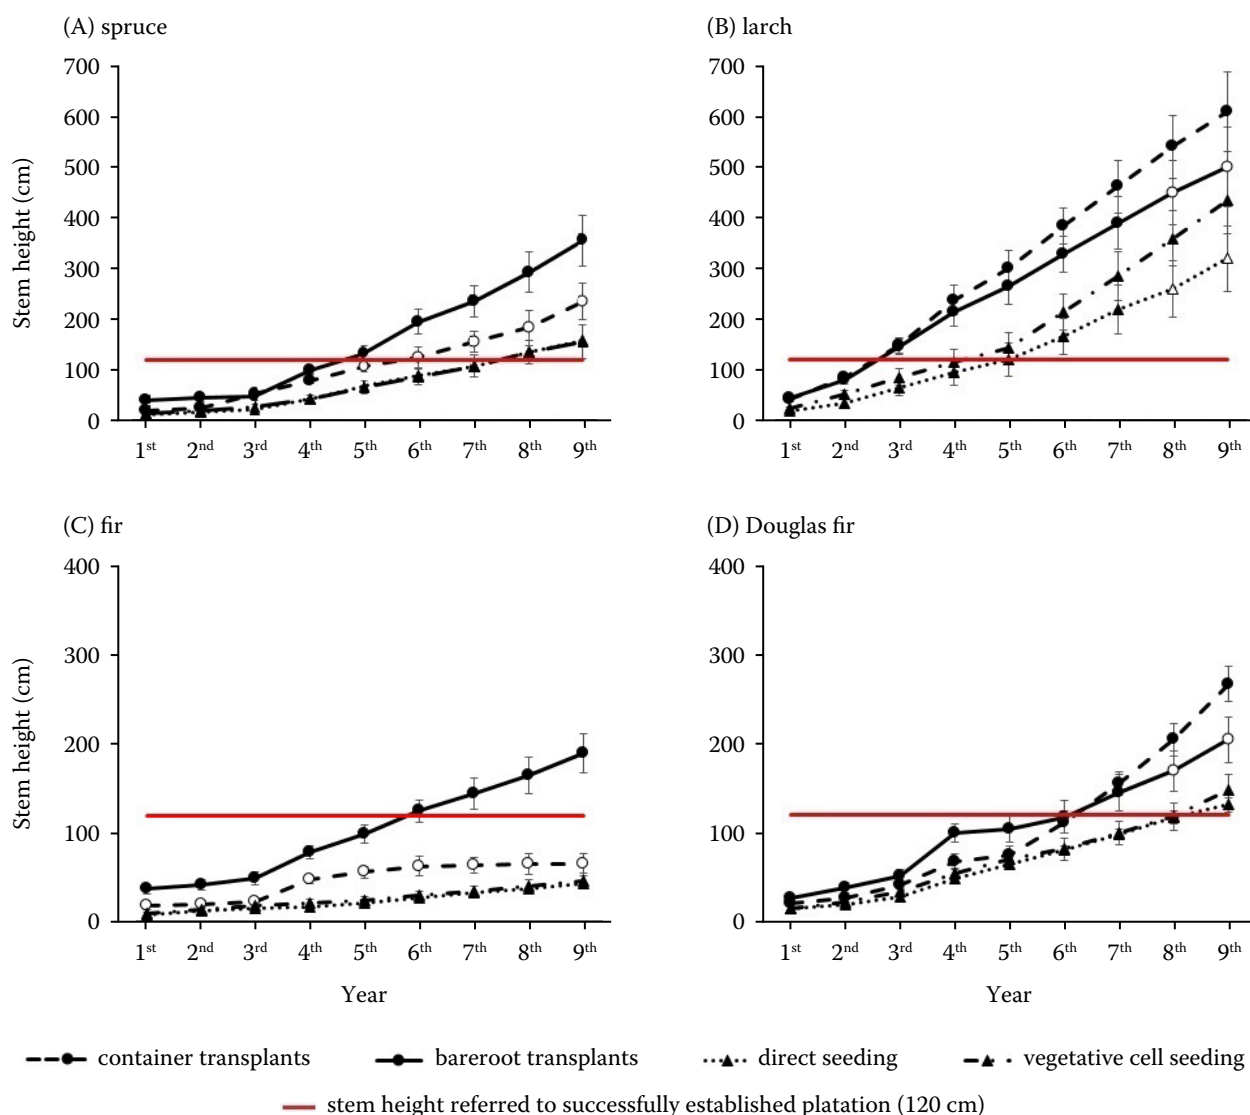 (A) spruce
(B) larch
700
600
500
400
300
200
100
0
Stem height (cm)
1st 2nd 3rd 4th 5th 6th 7th 8th 9th
700
600
500
400
300
200
100
0
1st 2nd 3rd 4th 5th 6th 7th 8th 9th
(C) fir
(D) Douglas fir
400
300
200
100
0
Stem height (cm)
1st 2nd 3rd 4th 5th 6th 7th 8th 9th
Year
400
300
200
100
0
1st 2nd 3rd 4th 5th 6th 7th 8th 9th
Year
container transplants bareroot transplants direct seeding vegetative cell seeding
stem height referred to successfully established platation (120 cm)